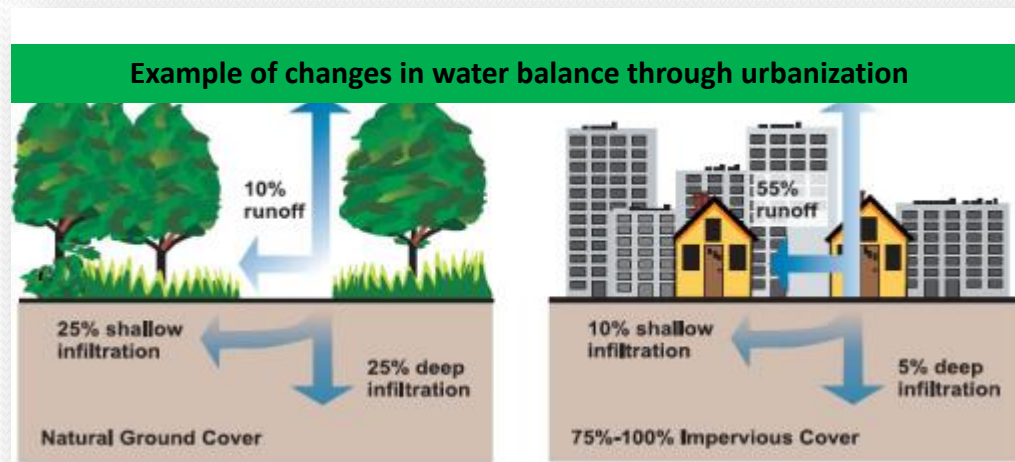 Example of changes in water balance through urbanization
10%
runoff
25% shallow
infiltration
25% deep
infiltration
Natural Ground Cover
55%
runoff
10% shallow
infiltration
5% deep
infiltration
75%-100% Impervious Cover